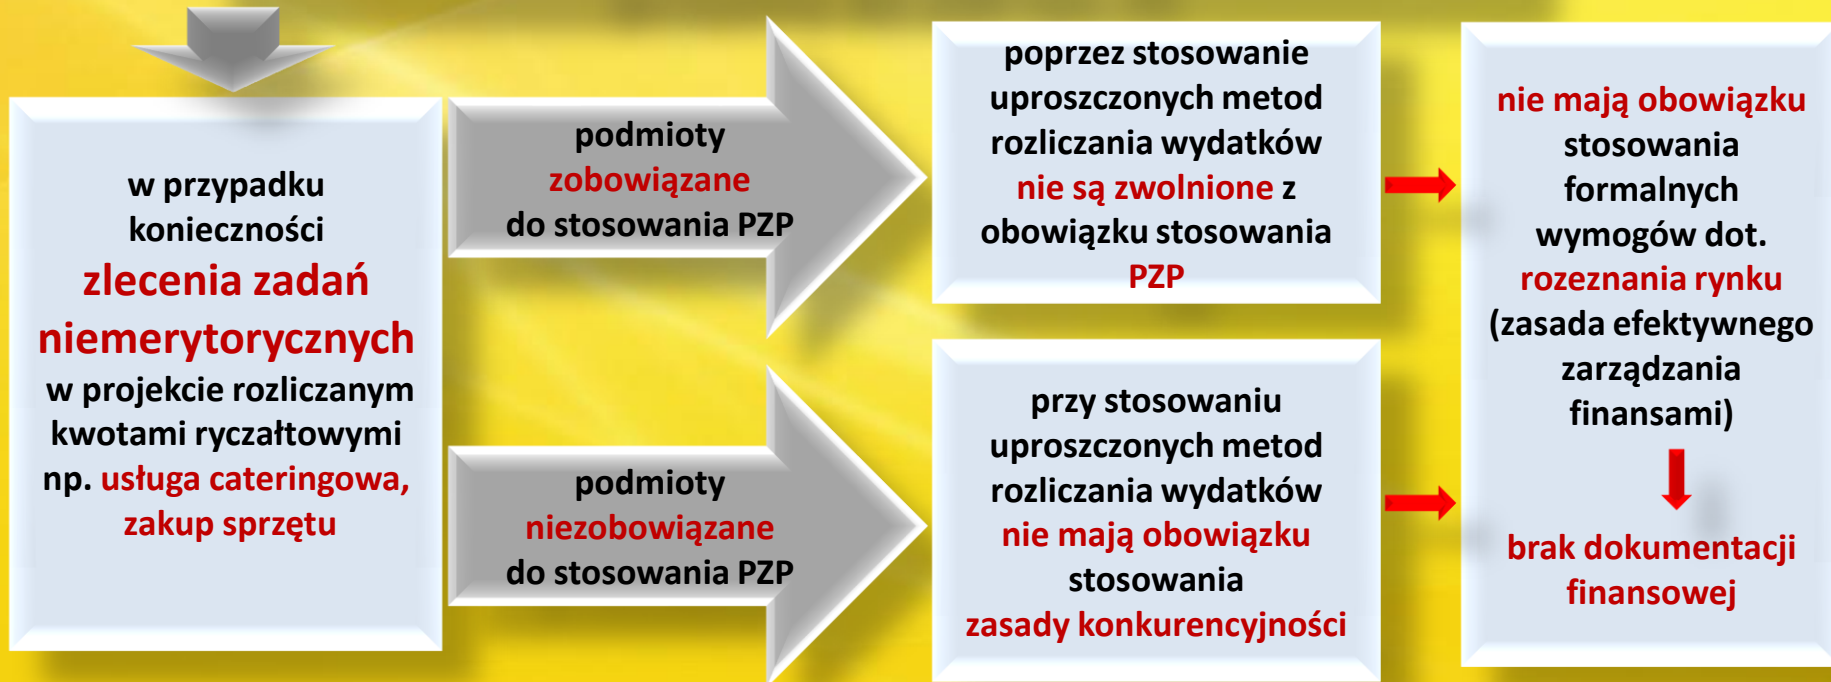 w przypadku
konieczności
zlecenia zadań
niemerytorycznych
w projekcie rozliczanym
kwotami ryczałtowymi
np. usługa cateringowa,
zakup sprzętu
podmioty
zobowiązane
do stosowania PZP
poprzez stosowanie
uproszczonych metod
rozliczania wydatków
nie są zwolnione z
obowiązku stosowania
PZP
podmioty
niezobowiązane
do stosowania PZP
przy stosowaniu
uproszczonych metod
rozliczania wydatków
nie mają obowiązku
stosowania
zasady konkurencyjności
nie mają obowiązku
stosowania
formalnych
wymogów dot.
rozeznania rynku
(zasada efektywnego
zarządzania
finansami)
brak dokumentacji
finansowej